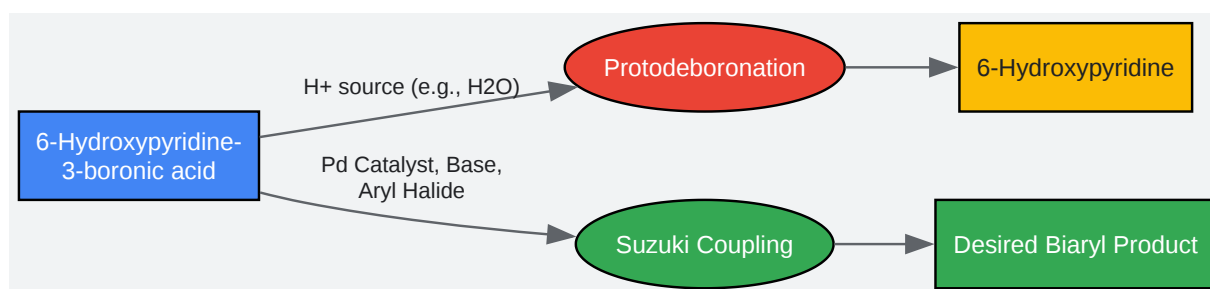 6-Hydroxypyridine-
3-boronic acid
H+ source (e.g., H2O)
Protodeboronation
6-Hydroxypyridine
Pd Catalyst, Base,
Aryl Halide
Suzuki Coupling
Desired Biaryl Product